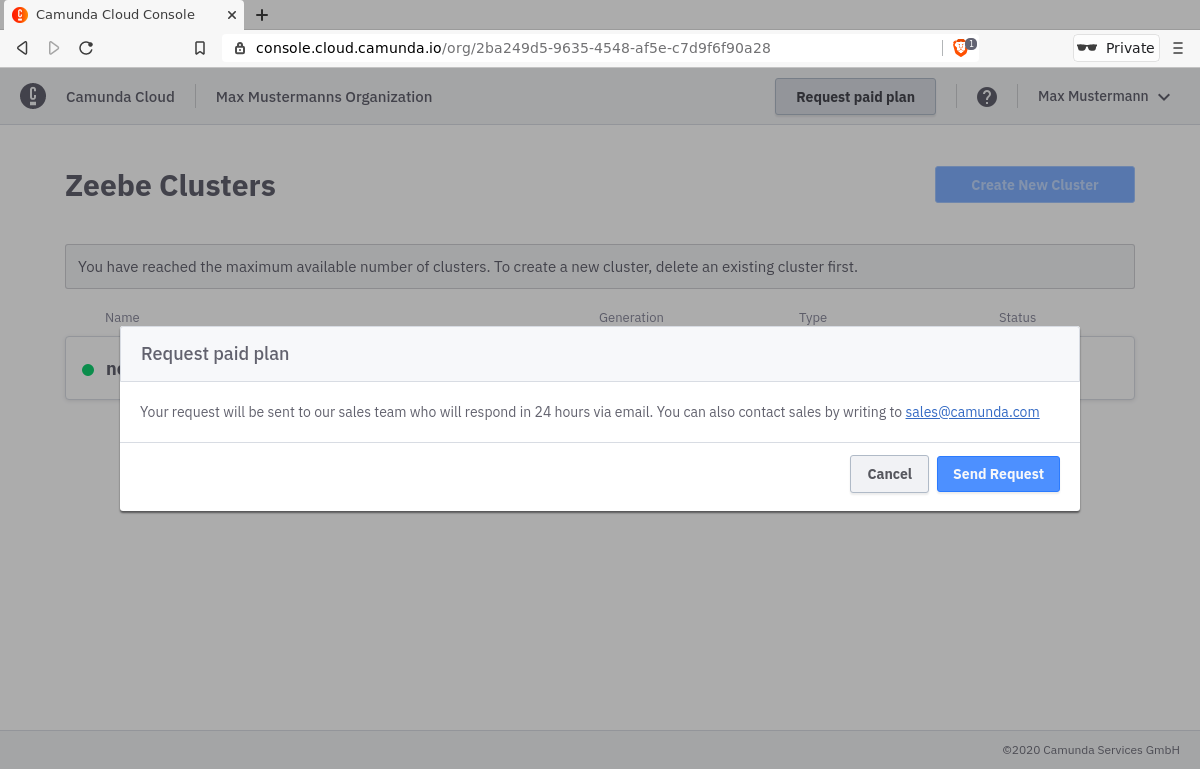 Camunda Cloud Console
console.cloud.camunda.io/org/2ba249d5-9635-4548-af5e-c7d9f6f90a28
1
Private
Camunda Cloud
Max Mustermanns Organization
Request paid plan
?
Max Mustermann
Zeebe Clusters
Create New Cluster
You have reached the maximum available number of clusters. To create a new cluster, delete an existing cluster first.
Name Generation Type Status
Request paid plan
Your request will be sent to our sales team who will respond in 24 hours via email. You can also contact sales by writing to sales@camunda.com
Cancel
Send Request
©2020 Camunda Services GmbH